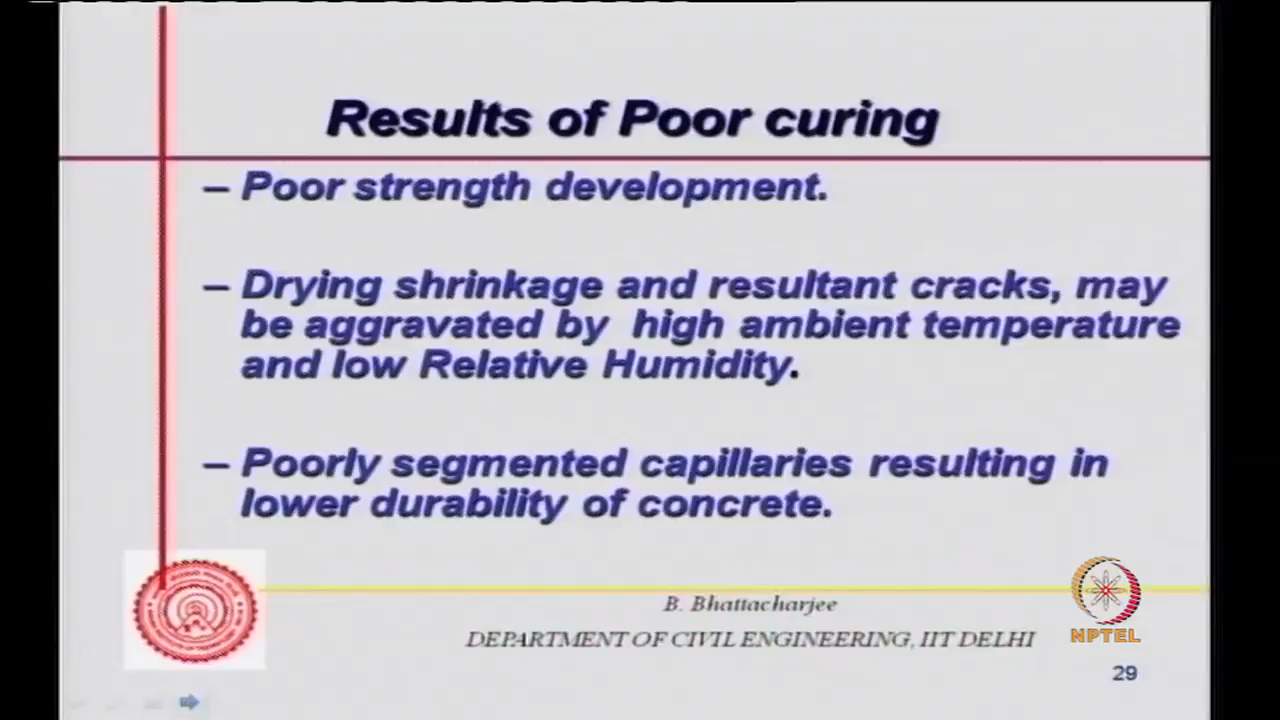 Results of Poor curing
– Poor strength development.
– Drying shrinkage and resultant cracks, may
be aggravated by high ambient temperature
and low Relative Humidity.
– Poorly segmented capillaries resulting in
lower durability of concrete.
B. Bhattacharjee
DEPARTMENT OF CIVIL ENGINEERING, IIT DELHI
NPTEL
29